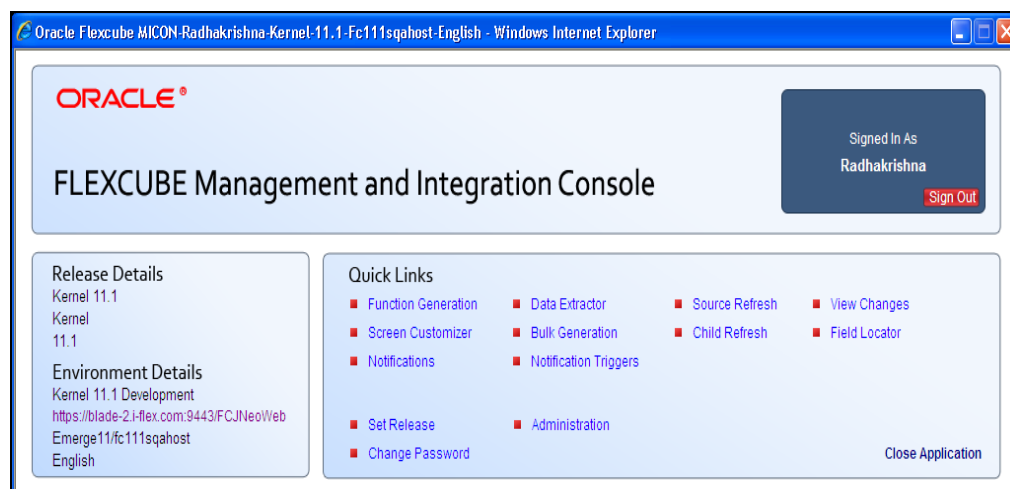 Oracle Flexcube MICON-Radhakrishna-Kernel-11.1-Fc111sqahost-English - Windows Internet Explorer
ORACLE®
FLEXCUBE Management and Integration Console
Signed In As
Radhakrishna
Sign Out
Release Details
Kernel 11.1
Kernel
11.1
Environment Details
Kernel 11.1 Development
https://blade-2.i-flex.com:9443/FCJNeoWeb
Emerge11/fc111sqahost
English
Quick Links
Function Generation Data Extractor Source Refresh View Changes
Screen Customizer Bulk Generation Child Refresh Field Locator
Notifications Notification Triggers
Set Release Administration
Change Password
Close Application